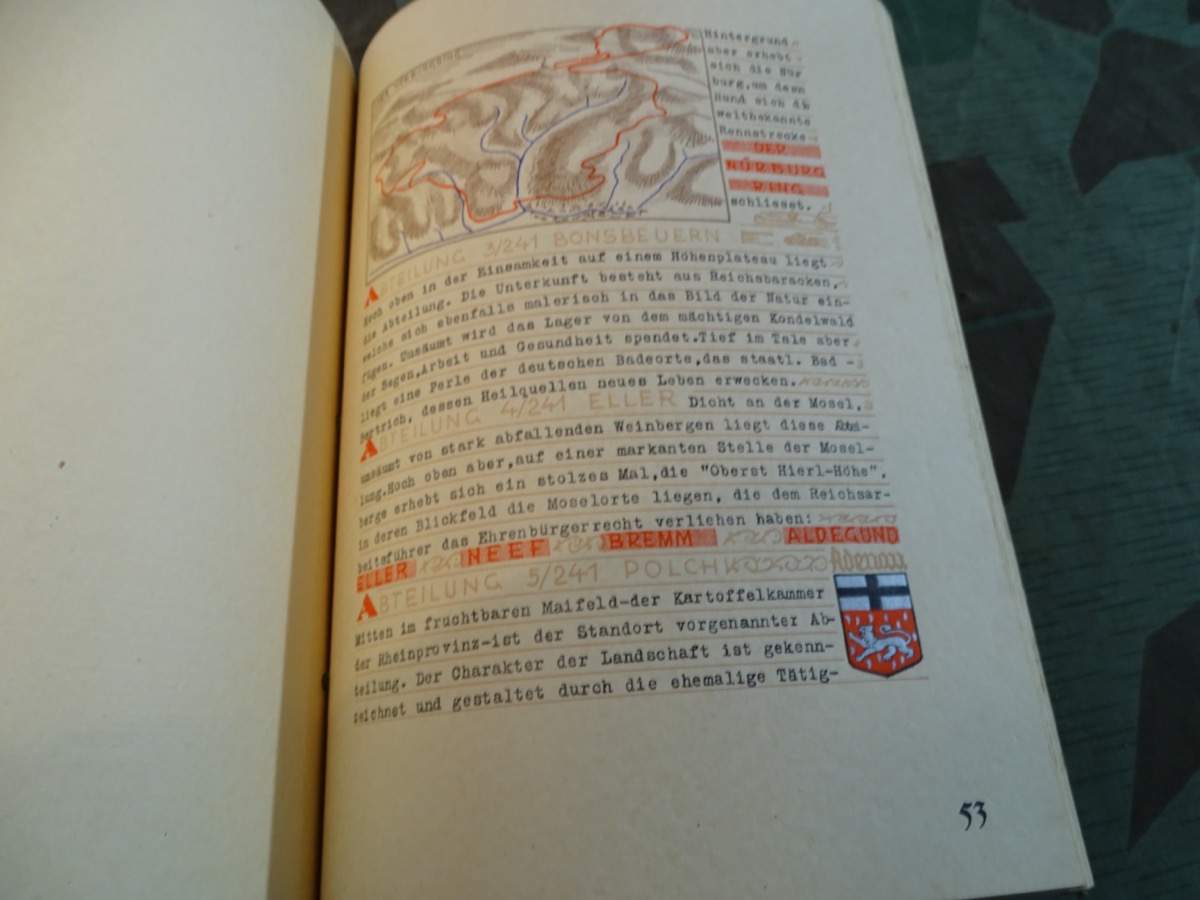 Hintergrund
aber erhebt
sich die Nür
burg, um deen
Hund sich die
weltbekannte
Rennstrecke
DER
NÜRBURG
RING
schliesst.
ABTEILUNG 3/241 BONSBEUERN
Hoch oben in der Einsamkeit auf einem Höhenplateau liegt
die Abteilung. Die Unterkunft besteht aus Reichsbaracken,
welche sich ebenfalls malerisch in das Bild der Natur ein-
fügen. Umsäumt wird das Lager von dem mächtigen Kondelwald
der Segen, Arbeit und Gesundheit spendet. Tief im Tale aber
liegt eine Perle der deutschen Badeorte, das staatl. Bad -
Bertrich, dessen Heilquellen neues Leben erwecken.
ABTEILUNG 4/241 ELLER Dicht an der Mosel,
umsäumt von stark abfallenden Weinbergen liegt diese Abtei-
lung. Hoch oben aber, auf einer markanten Stelle der Mosel-
berge erhebt sich ein stolzes Mal, die "Oberst Hierl-Höhe",
in deren Blickfeld die Moselorte liegen, die dem Reichsar-
beitsführer das Ehrenbürgerrecht verliehen haben:
ELLER NEEF BREMM ALDEGUND
ABTEILUNG 5/241 POLCH
Adenau
Mitten im fruchtbaren Maifeld-der Kartoffelkammer
der Rheinprovinz-ist der Standort vorgenannter Ab-
teilung. Der Charakter der Landschaft ist gekenn-
zeichnet und gestaltet durch die ehemalige Tätig-
53